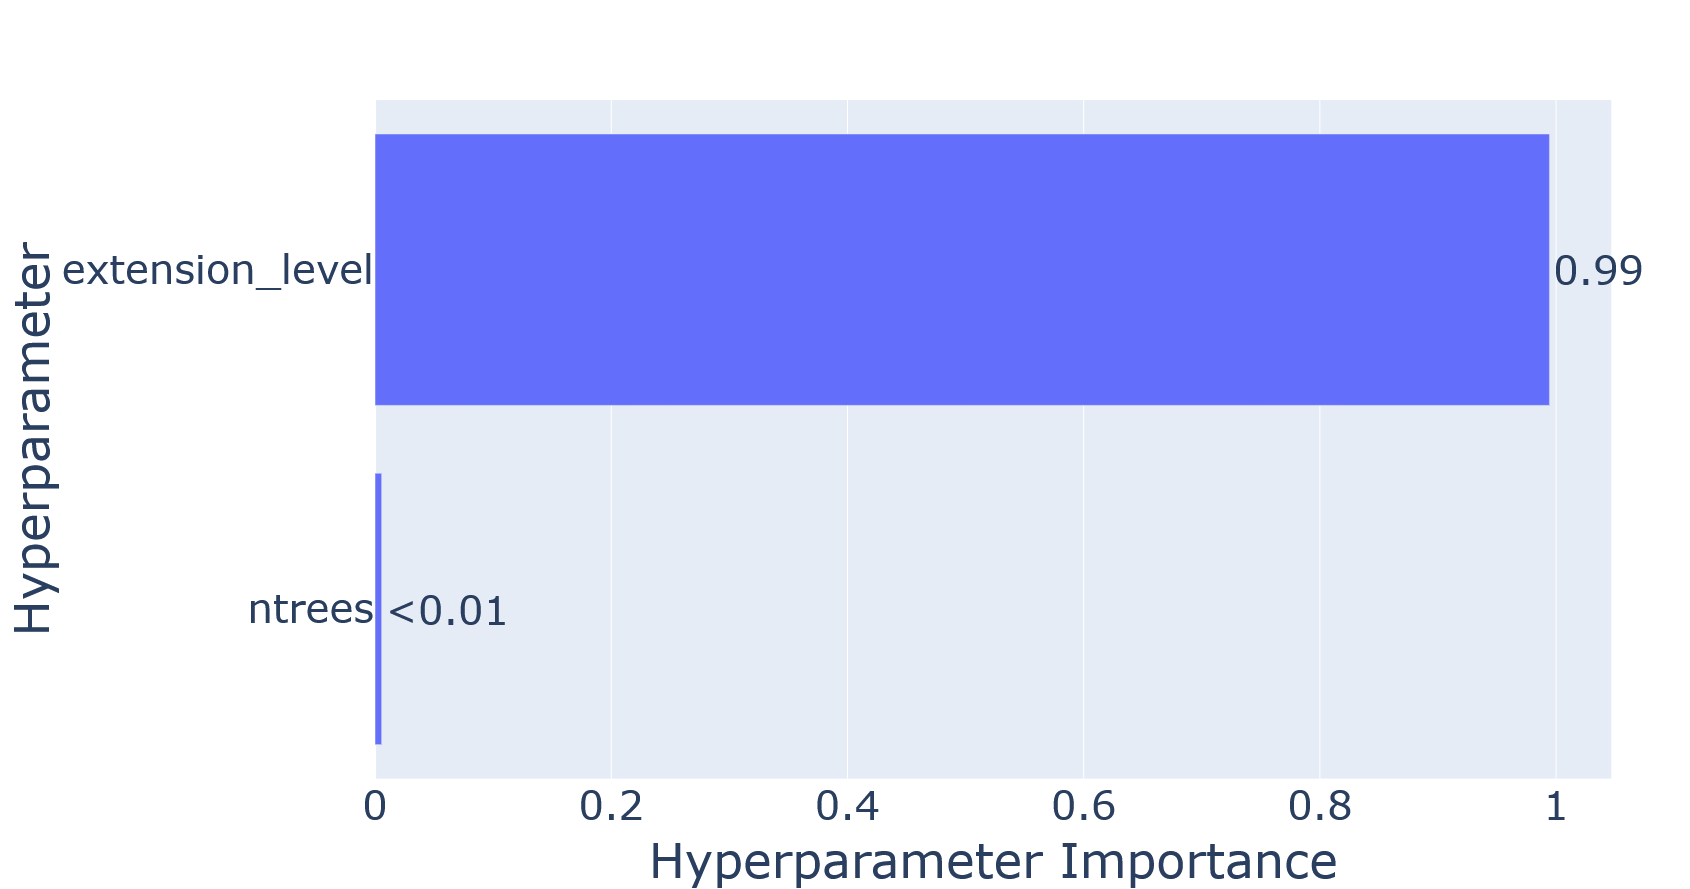 Hyperparameter
extension_level
0.99
ntrees
<0.01
0
0.2
0.4
0.6
0.8
1
Hyperparameter Importance